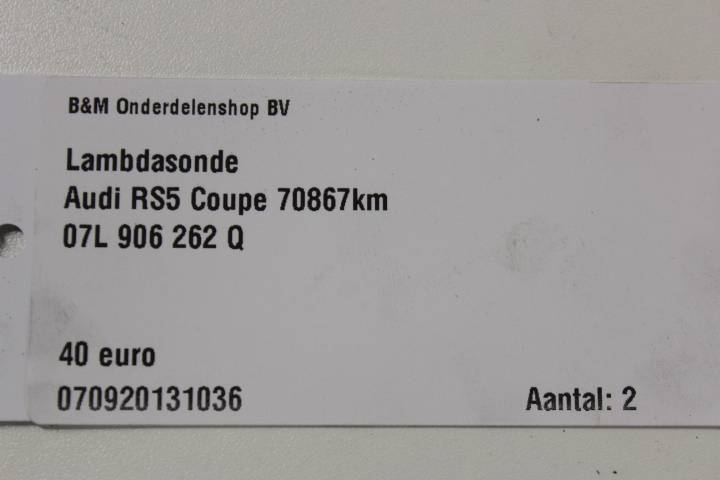 B&M Onderdelenshop BV
Lambdasonde
Audi RS5 Coupe 70867km
07L 906 262 Q
40 euro
070920131036 Aantal: 2